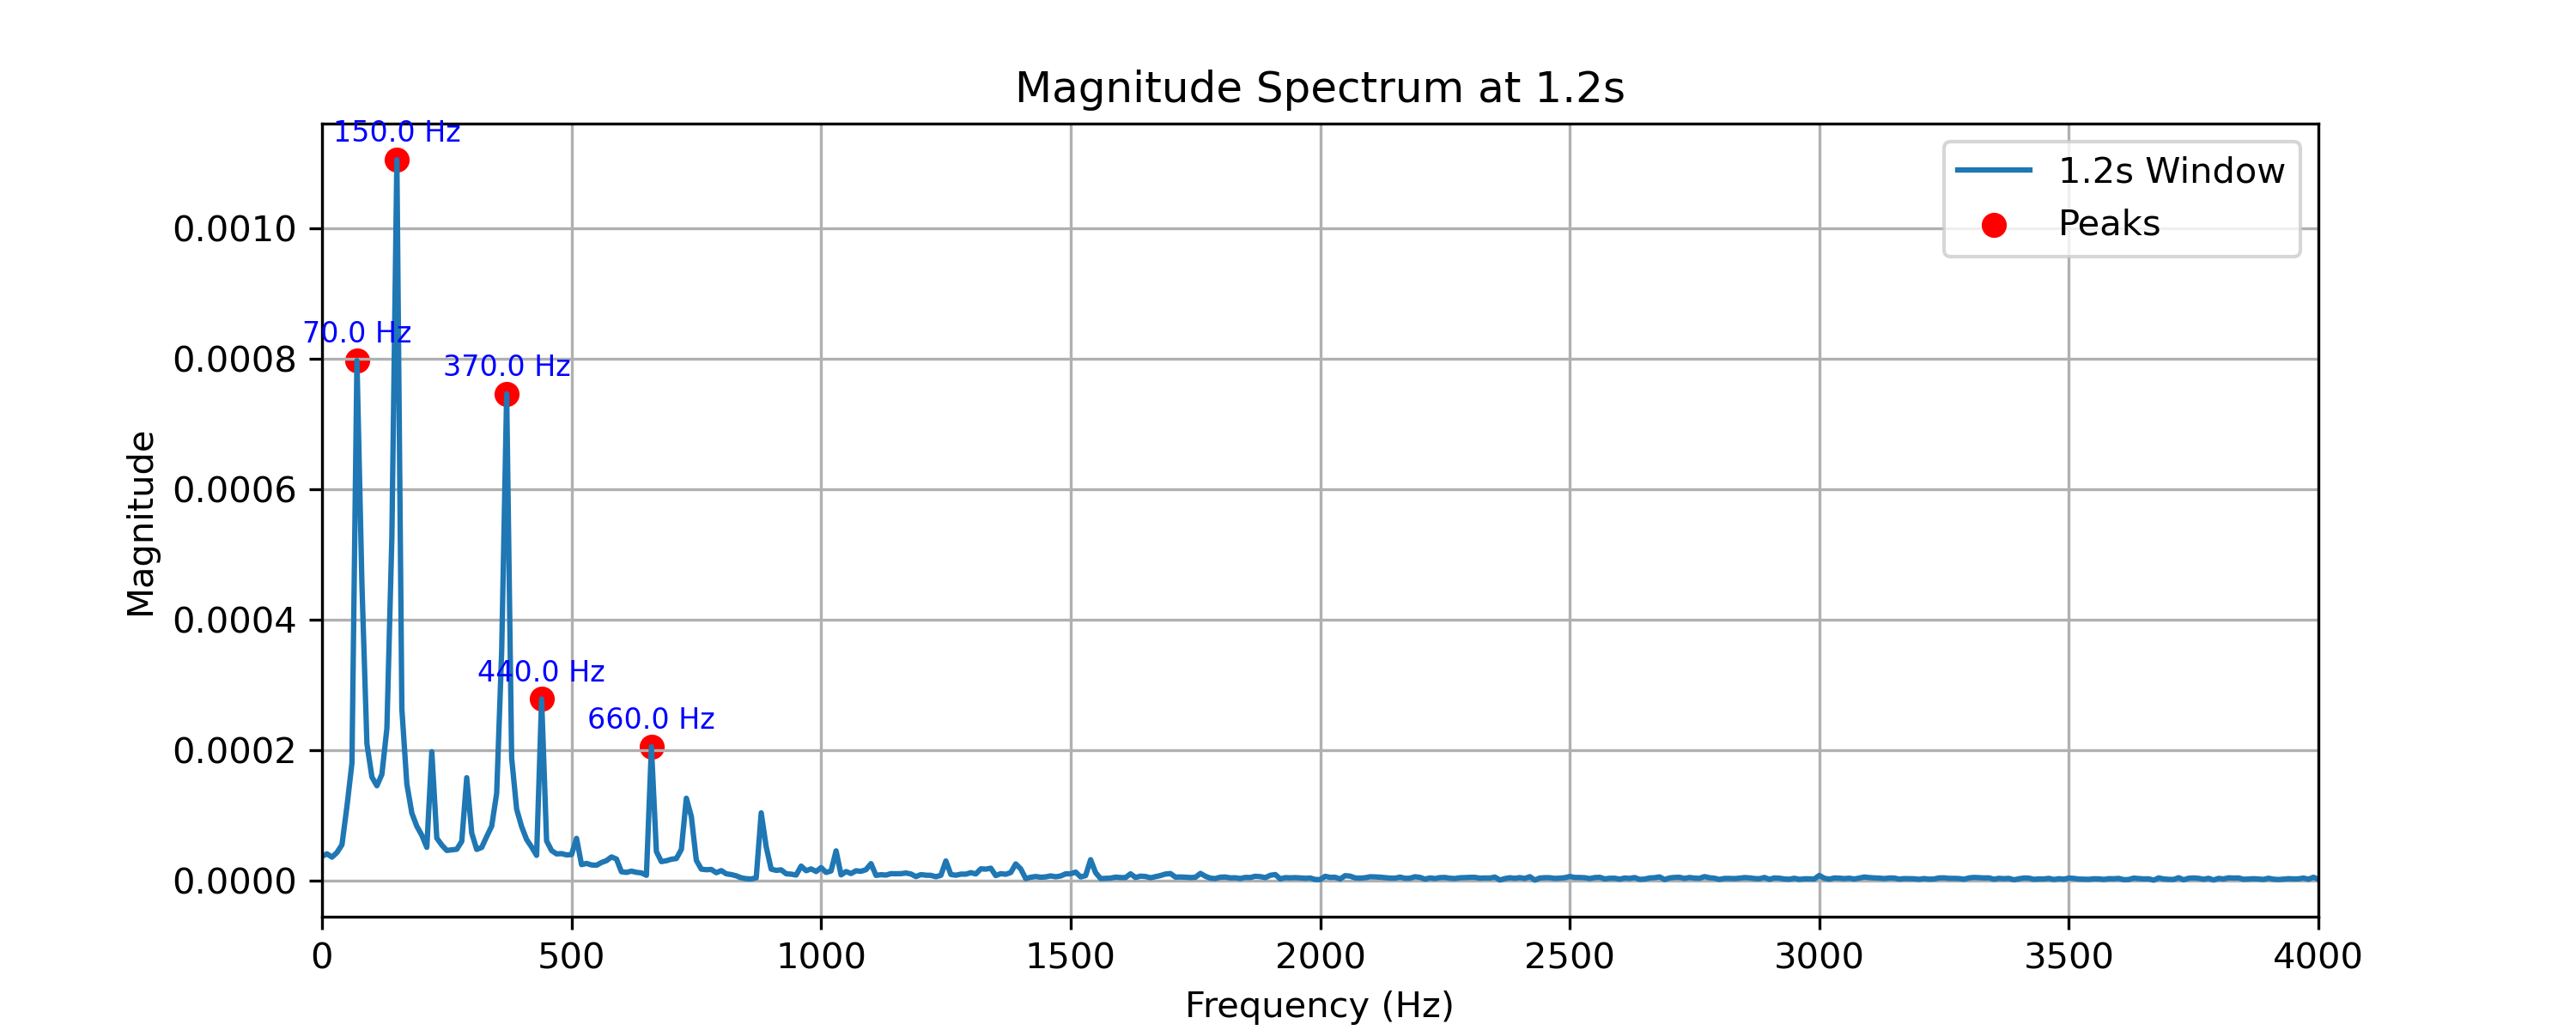 Magnitude Spectrum at 1.2s
150.0 Hz
1.2s Window
Peaks
0.0010
70.0 Hz
0.0008
370.0 Hz
Magnitude
0.0006
0.0004
440.0 Hz
660.0 Hz
0.0002
0.0000
0 500 1000 1500 2000 2500 3000 3500 4000
Frequency (Hz)